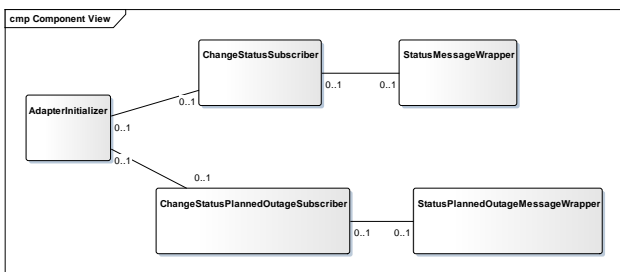 cmp Component View
ChangeStatusSubscriber
StatusMessageWrapper
0..1
0..1
0..1
AdapterInitializer
0..1
0..1
0..1
ChangeStatusPlannedOutageSubscriber
StatusPlannedOutageMessageWrapper
0..1
0..1